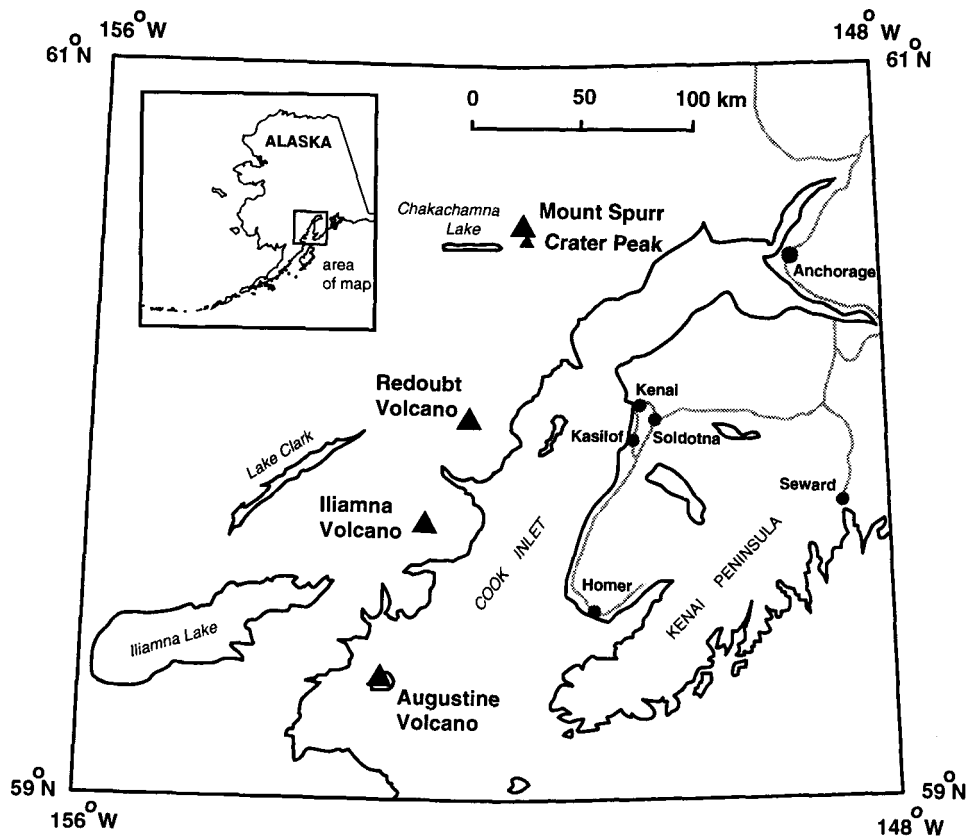 156° W
148° W
61° N
61° N
0 50 100 km
ALASKA
area
of map
Chakachamna
Lake
Mount Spurr
Crater Peak
Anchorage
Redoubt
Volcano
Kenai
Kasilof
Soldotna
Lake Clark
Iliamna
Volcano
Seward
COOK INLET
KENAI PENINSULA
Homer
Iliamna Lake
Augustine
Volcano
59° N
59° N
156° W
148° W